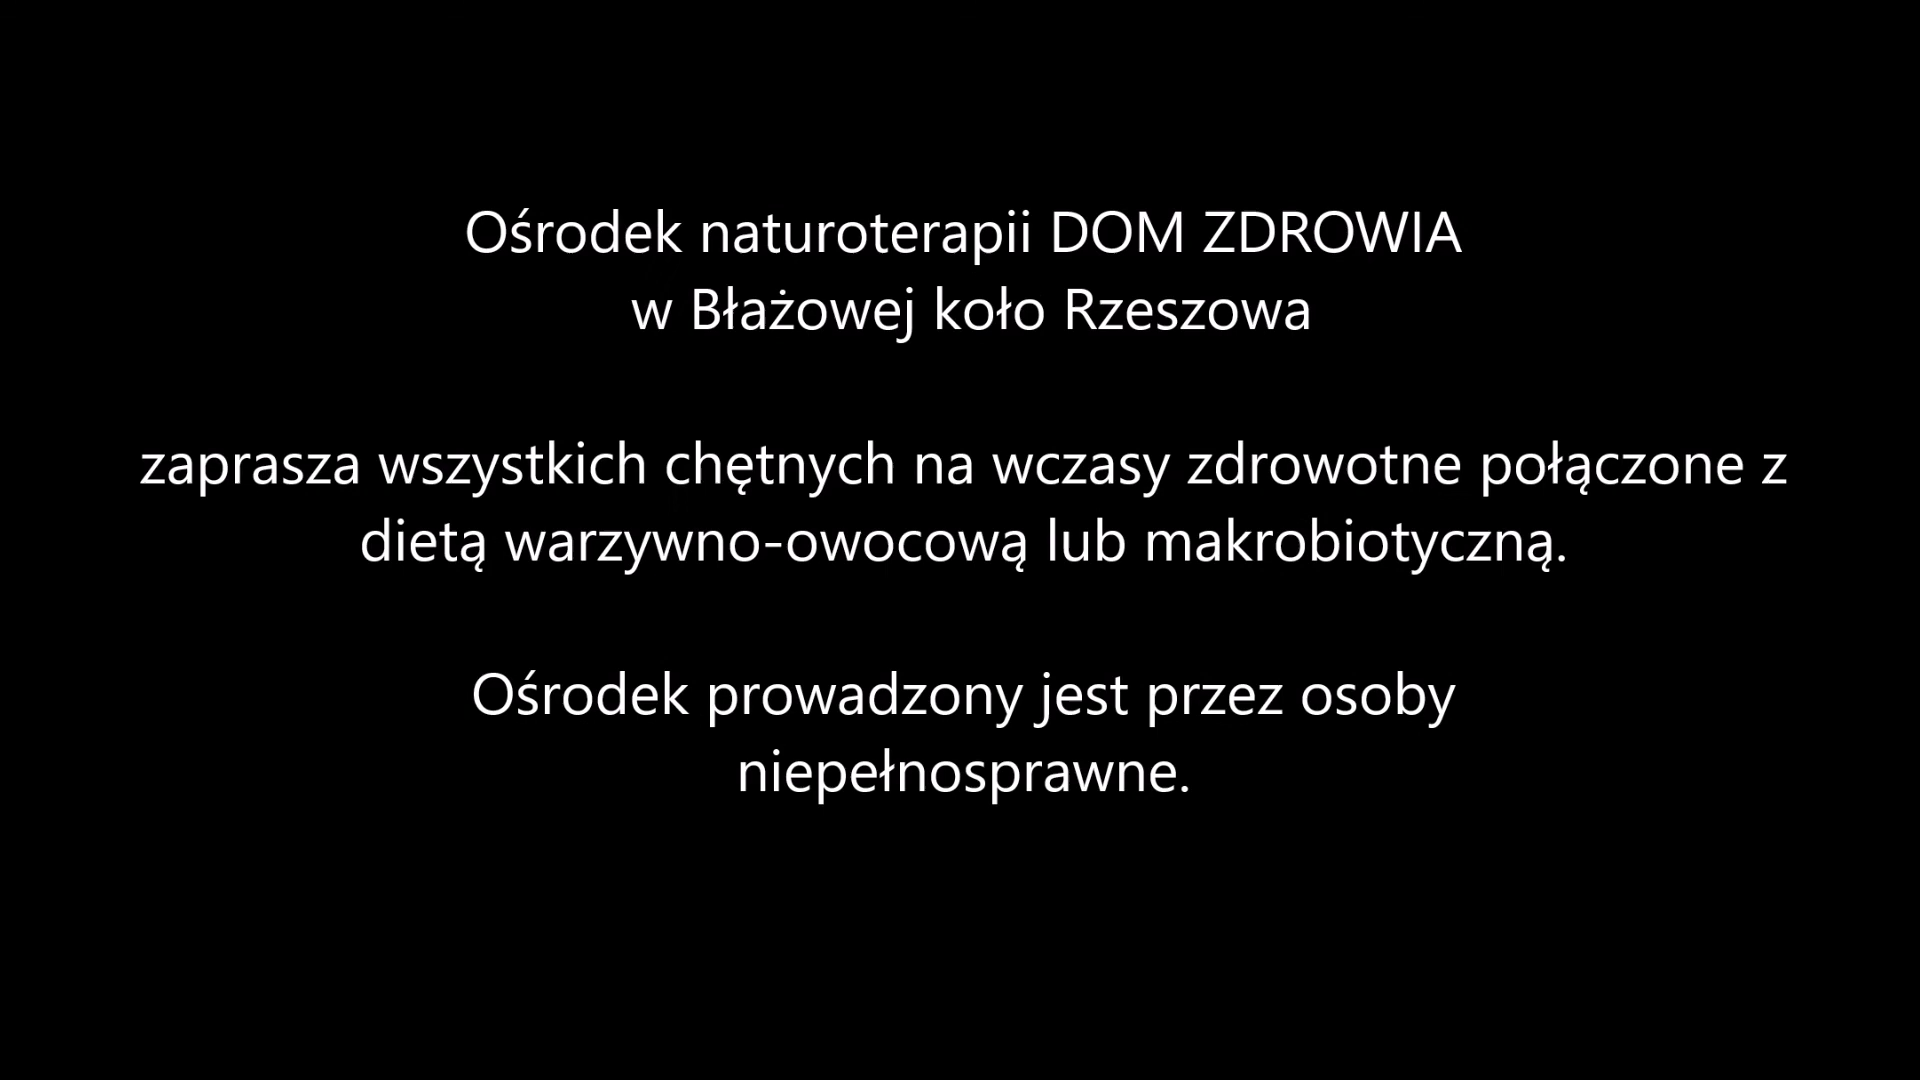 Ośrodek naturoterapii DOM ZDROWIA
w Błażowej koło Rzeszowa
zaprasza wszystkich chętnych na wczasy zdrowotne połączone z
dietą warzywno-owocową lub makrobiotyczną.
Ośrodek prowadzony jest przez osoby
niepełnosprawne.